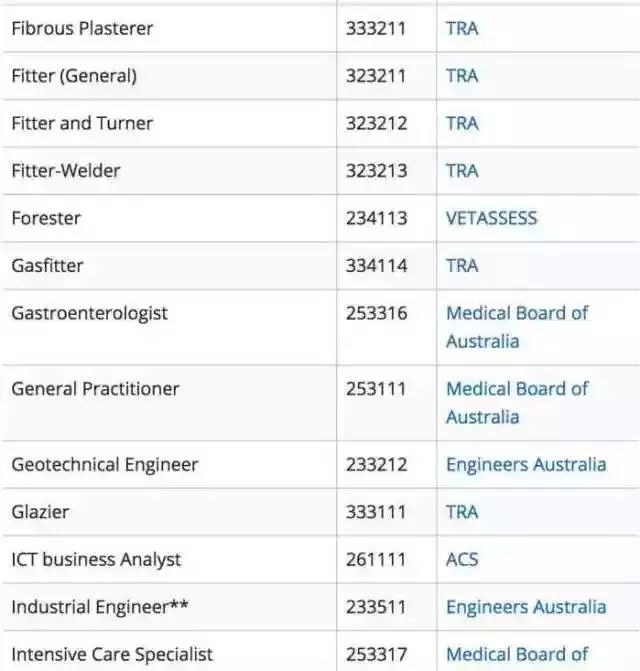 Fibrous Plasterer 333211 TRA
Fitter (General) 323211 TRA
Fitter and Turner 323212 TRA
Fitter-Welder 323213 TRA
Forester 234113 VETASSESS
Gasfitter 334114 TRA
Gastroenterologist 253316 Medical Board of
Australia
General Practitioner 253111 Medical Board of
Australia
Geotechnical Engineer 233212 Engineers Australia
Glazier 333111 TRA
ICT business Analyst 261111 ACS
Industrial Engineer** 233511 Engineers Australia
Intensive Care Specialist 253317 Medical Board of